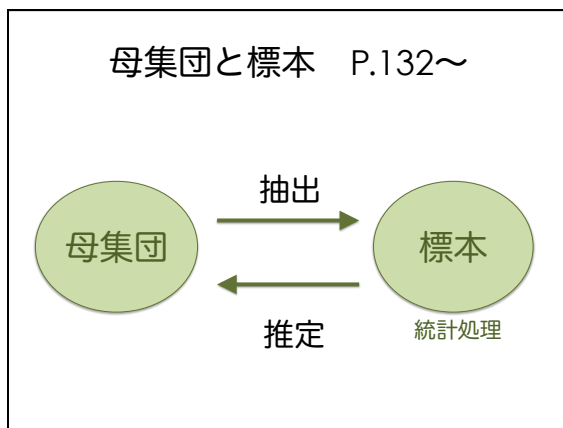 母集団と標本　P.132～
抽出
母集団
標本
推定
統計処理